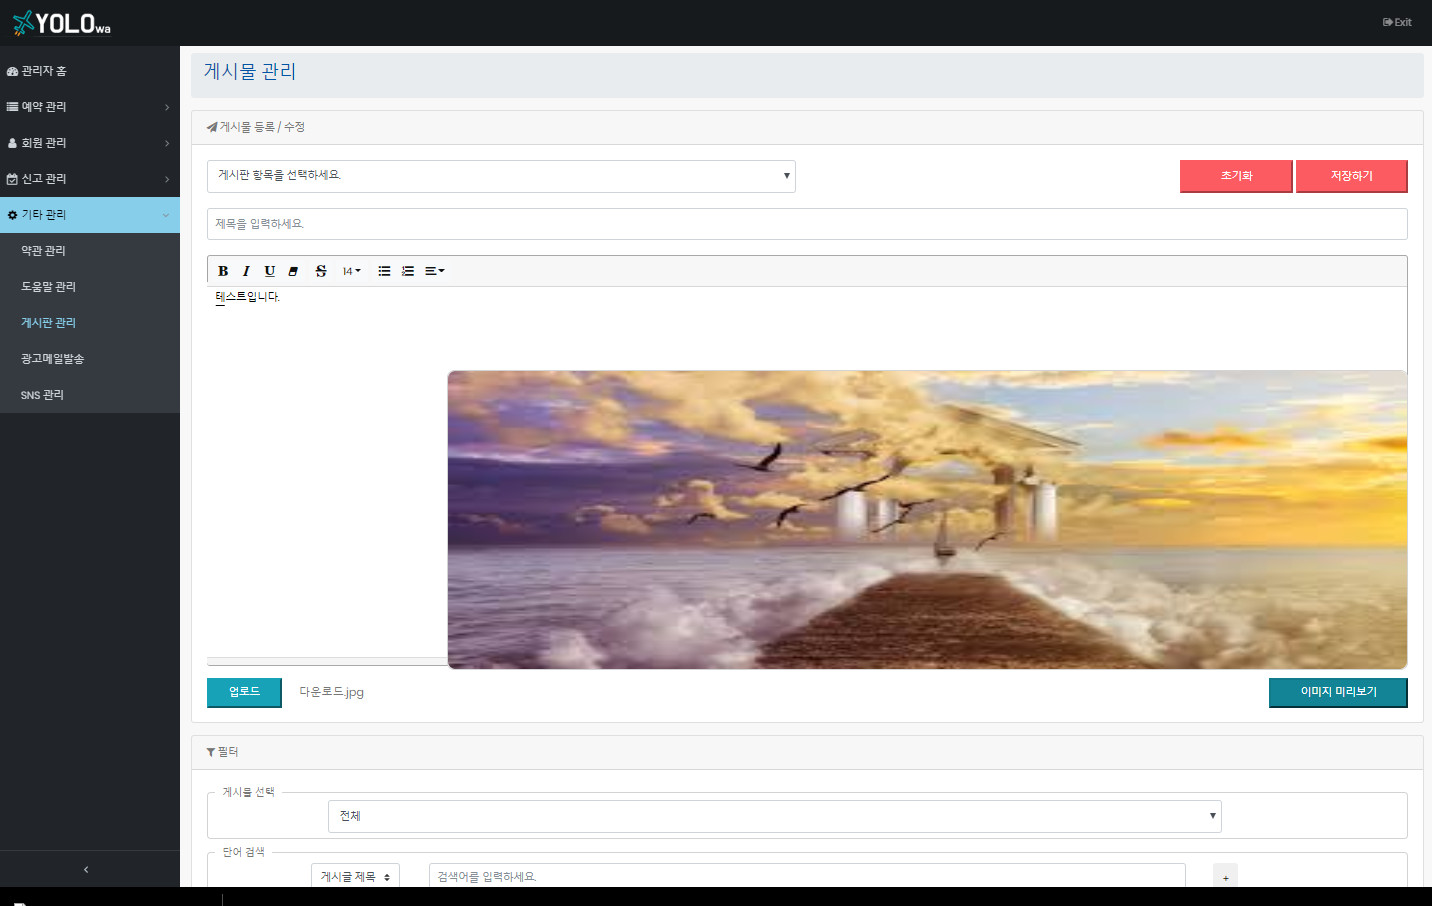 YOLOwa
Exit
관리자 홈
예약 관리
회원 관리
신고 관리
기타 관리
약관 관리
도움말 관리
게시판 관리
광고메일발송
SNS 관리
게시물 관리
게시물 등록 / 수정
게시판 항목을 선택하세요.
초기화
저장하기
제목을 입력하세요.
B I U S 14
테스트입니다.
업로드
다운로드.jpg
이미지 미리보기
필터
게시물 선택
전체
단어 검색
게시글 제목
검색어를 입력하세요.
+